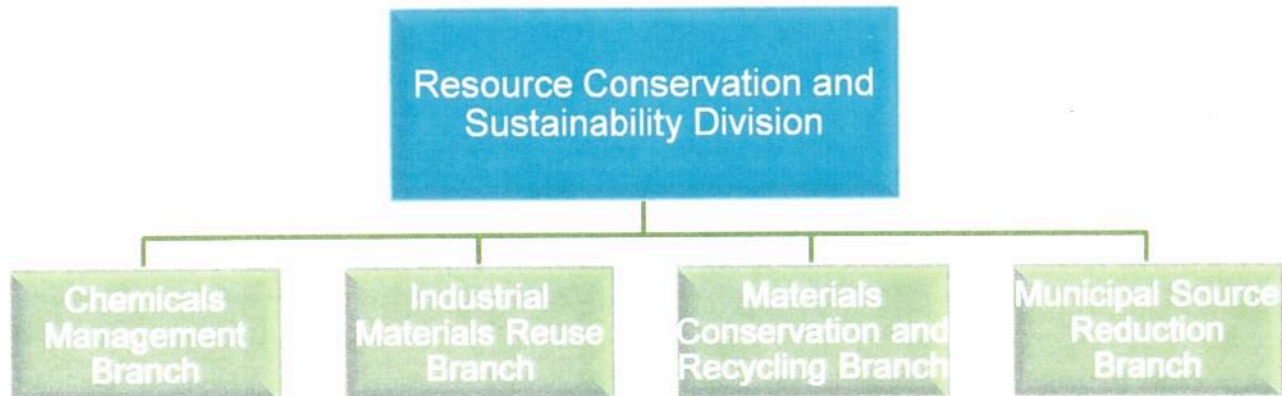 Resource Conservation and
Sustainability Division
Chemicals
Management
Branch
Industrial
Materials Reuse
Branch
Materials
Conservation and
Recycling Branch
Municipal Source
Reduction
Branch